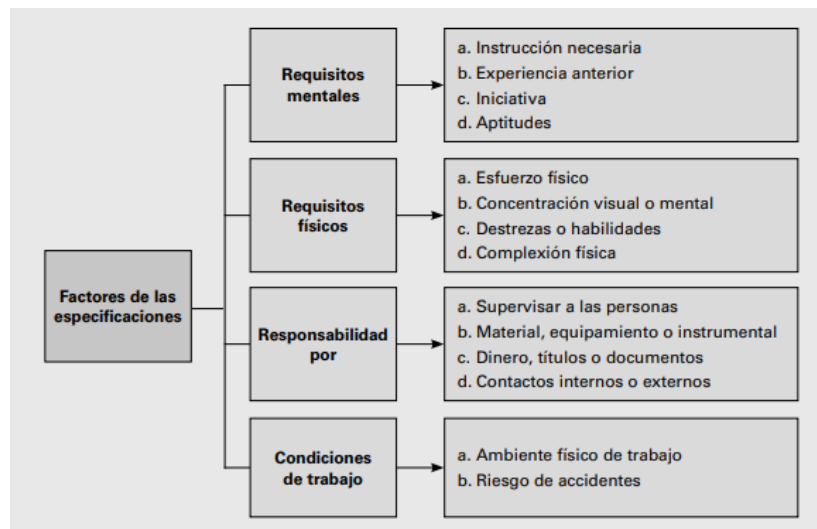 Factores de las
especificaciones
Requisitos
mentales
a. Instrucción necesaria
b. Experiencia anterior
c. Iniciativa
d. Aptitudes
Requisitos
físicos
a. Esfuerzo físico
b. Concentración visual o mental
c. Destrezas o habilidades
d. Complexión física
Responsabilidad
por
a. Supervisar a las personas
b. Material, equipamiento o instrumental
c. Dinero, títulos o documentos
d. Contactos internos o externos
Condiciones
de trabajo
a. Ambiente físico de trabajo
b. Riesgo de accidentes